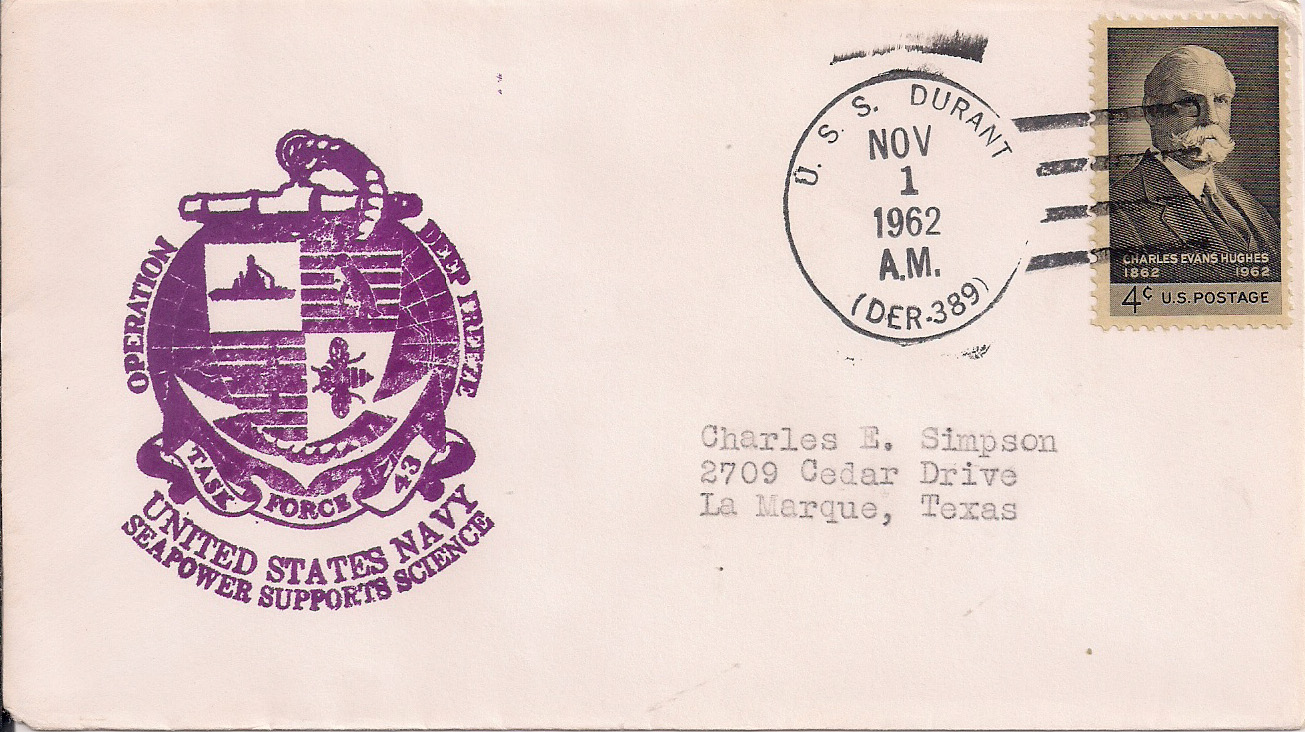 OPERATION DEEP FREEZE
TASK FORCE 43
UNITED STATES NAVY
SEAPOWER SUPPORTS SCIENCE
U. S. S. DURANT
NOV
1
1962
A.M.
(DER-389)
CHARLES EVANS HUGHES
1862 1962
4¢ U.S. POSTAGE
Charles E. Simpson
2709 Cedar Drive
La Marque, Texas